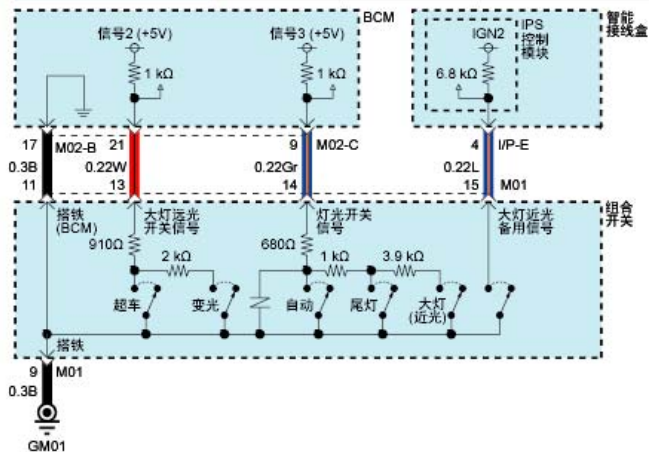 BCM
信号2 (+5V)
信号3 (+5V)
1 kΩ
1 kΩ
智能
接线盒
IPS
控制
模块
IGN2
6.8 kΩ
17 M02-B 21
9 M02-C
4 I/P-E
0.3B
0.22W
0.22Gr
0.22L
11
13
14
15 M01
组合
开关
搭铁
(BCM)
大灯远光
开关信号
灯光开关
信号
大灯近光
备用信号
910Ω
2 kΩ
680Ω
1 kΩ
3.9 kΩ
超车
变光
自动
尾灯
大灯
(近光)
搭铁
9 M01
0.3B
GM01